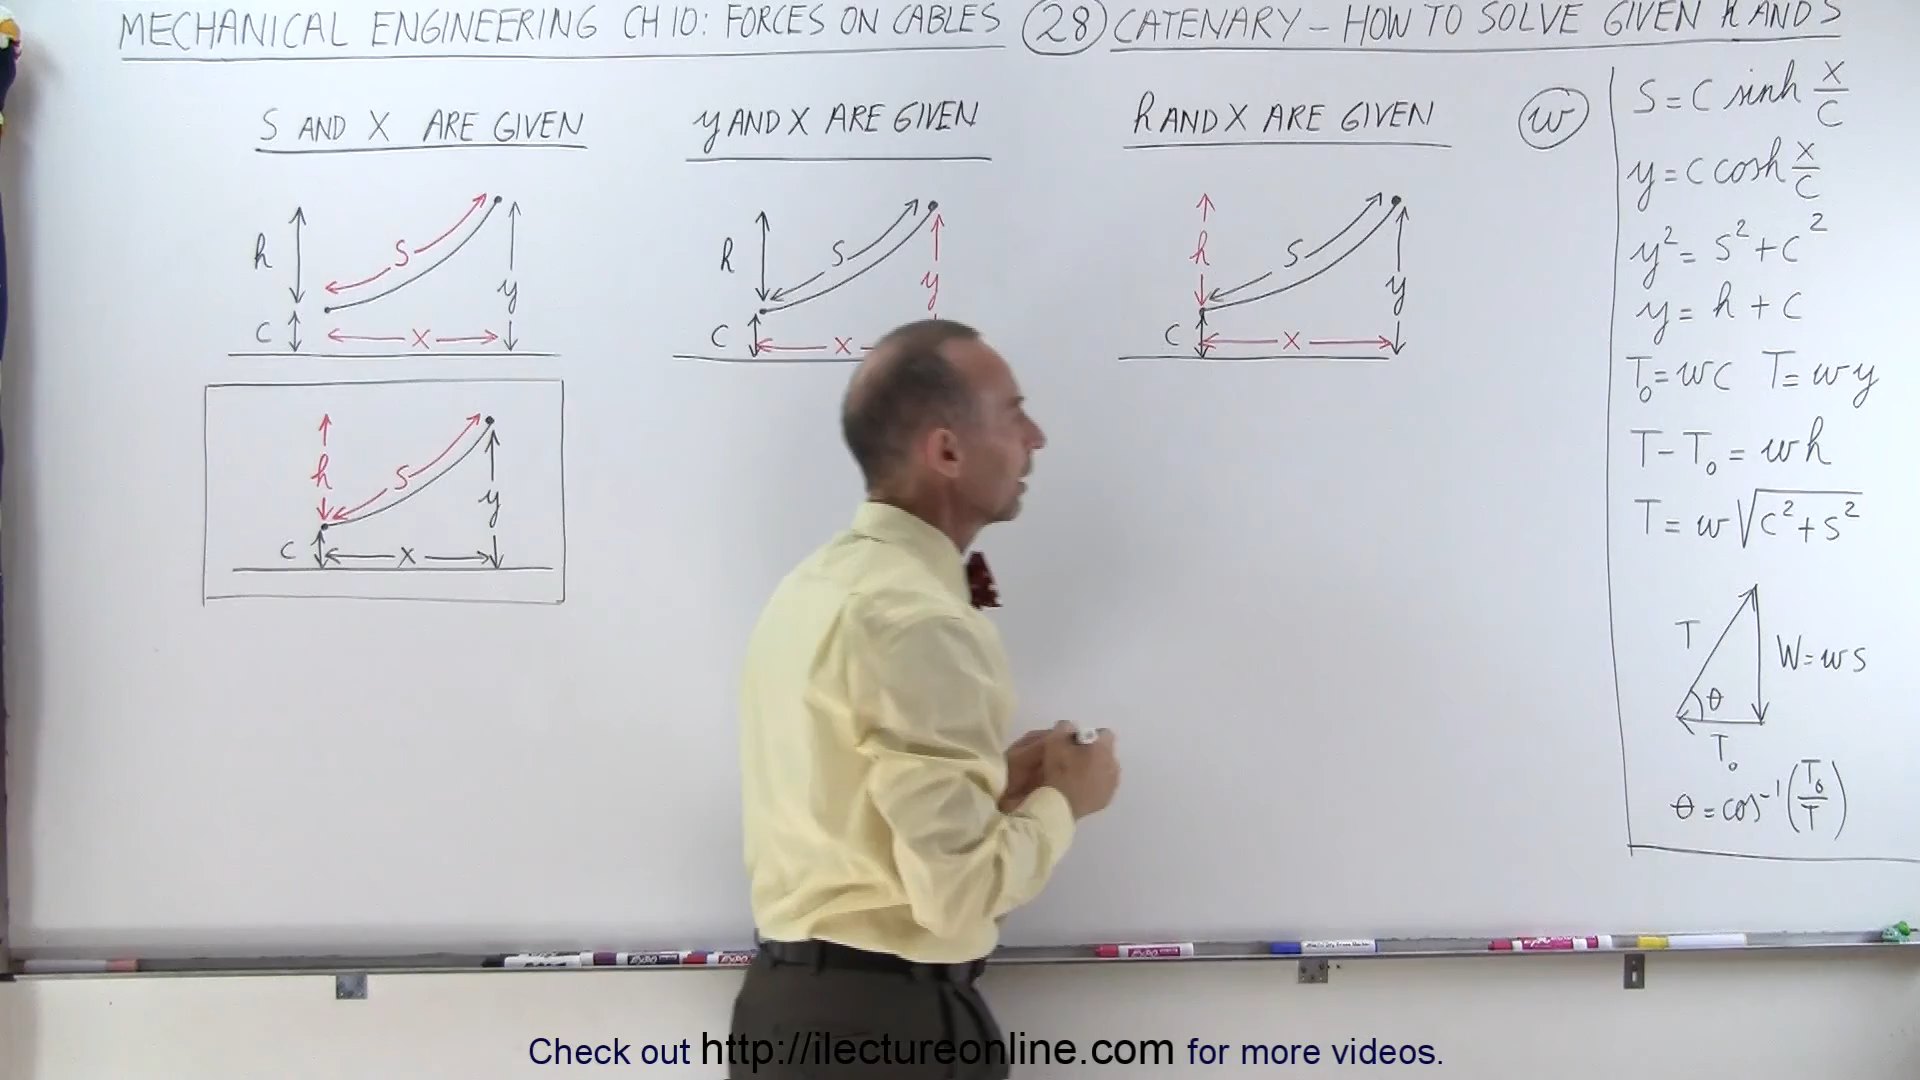 MECHANICAL ENGINEERING CH 10: FORCES ON CABLES 28 CATENARY – HOW TO SOLVE GIVEN h AND S
S AND X ARE GIVEN
h
S
y
C
X
h
S
y
C
X
y AND X ARE GIVEN
h
S
y
C
X
h AND X ARE GIVEN
h
S
y
C
X
w
S = C sinh X/C
y = C cosh X/C
y² = S² + C²
y = h + C
T₀ = wC T = wy
T – T₀ = wh
T = w√(C² + S²)
T
W = wS
θ
T₀
θ = cos⁻¹(T₀/T)
EXPO
EXPO
Check out http://ilectureonline.com for more videos.